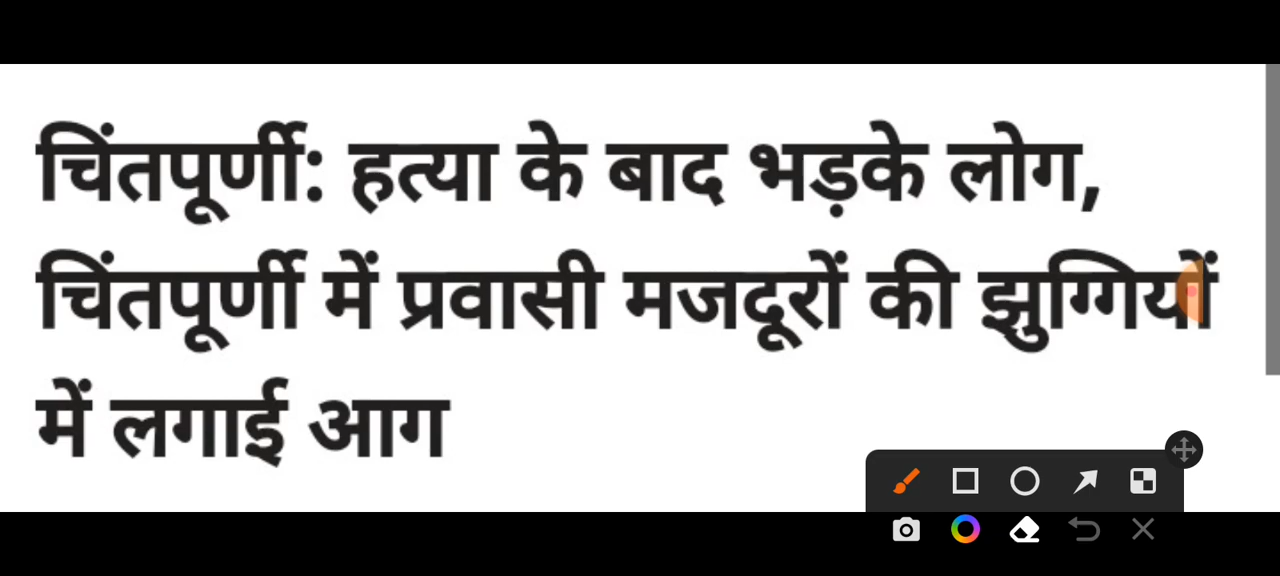 चिंतपूर्णी: हत्या के बाद भड़के लोग,
चिंतपूर्णी में प्रवासी मजदूरों की झुग्गियों
में लगाई आग